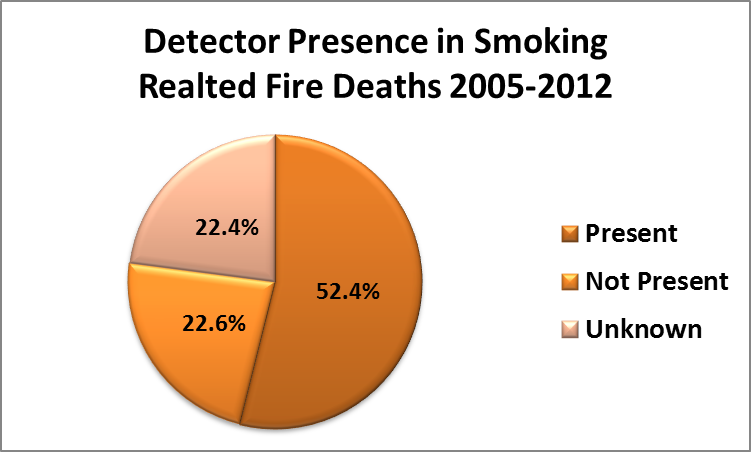 Detector Presence in Smoking
Realted Fire Deaths 2005-2012
22.4%
52.4%
22.6%
Present
Not Present
Unknown